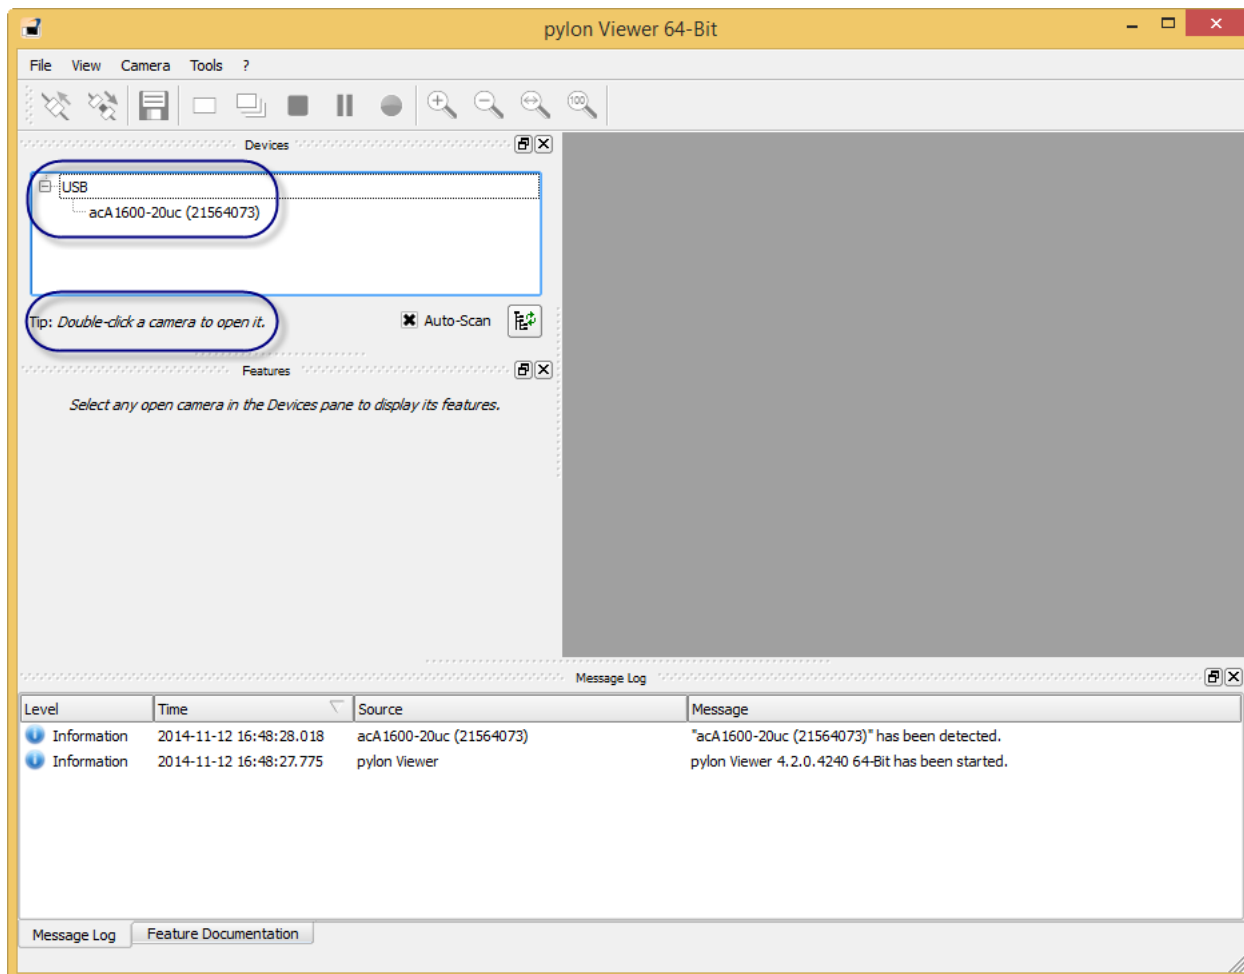 pylon Viewer 64-Bit
File View Camera Tools ?
100
Devices
USB
acA1600-20uc (21564073)
Tip: Double-click a camera to open it.
Auto-Scan
Features
Select any open camera in the Devices pane to display its features.
Message Log
Level Time Source Message
Information 2014-11-12 16:48:28.018 acA1600-20uc (21564073) "acA1600-20uc (21564073)" has been detected.
Information 2014-11-12 16:48:27.775 pylon Viewer pylon Viewer 4.2.0.4240 64-Bit has been started.
Message Log Feature Documentation